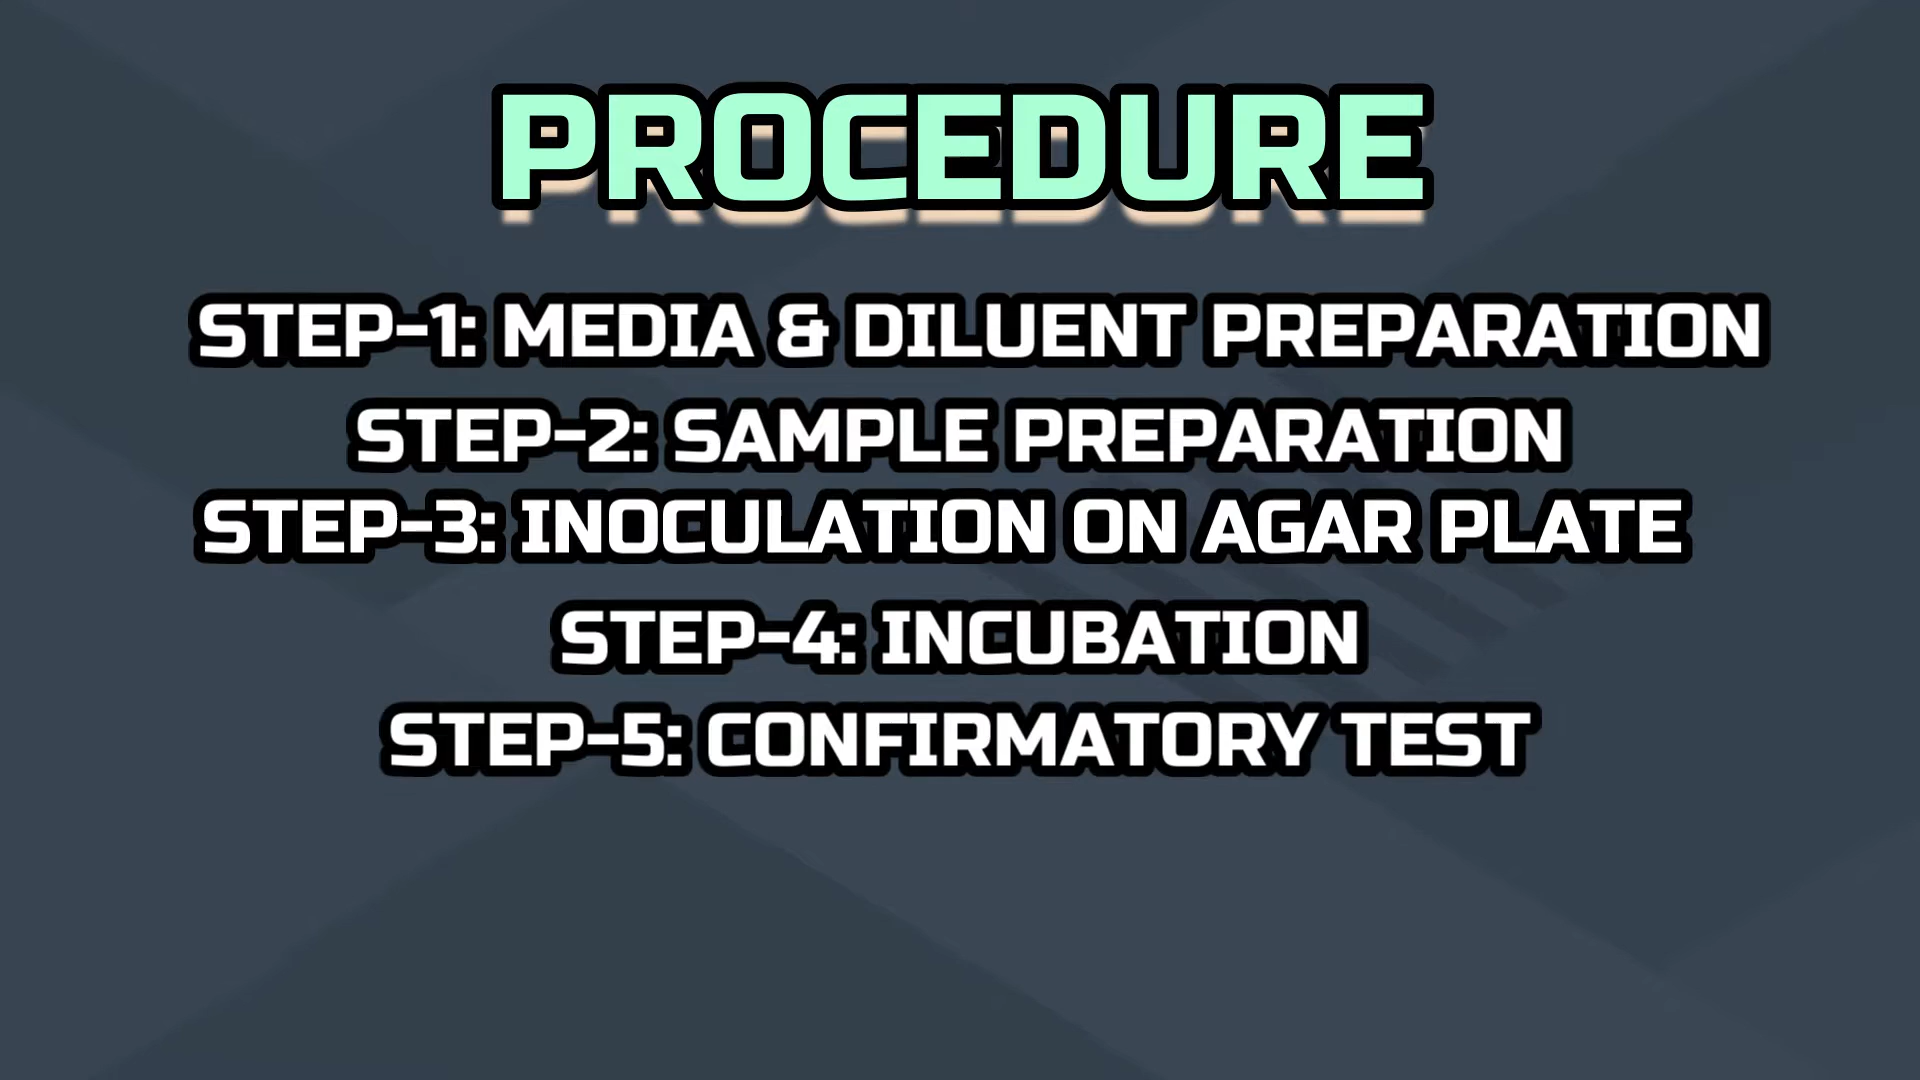 PROCEDURE
STEP-1: MEDIA & DILUENT PREPARATION
STEP-2: SAMPLE PREPARATION
STEP-3: INOCULATION ON AGAR PLATE
STEP-4: INCUBATION
STEP-5: CONFIRMATORY TEST